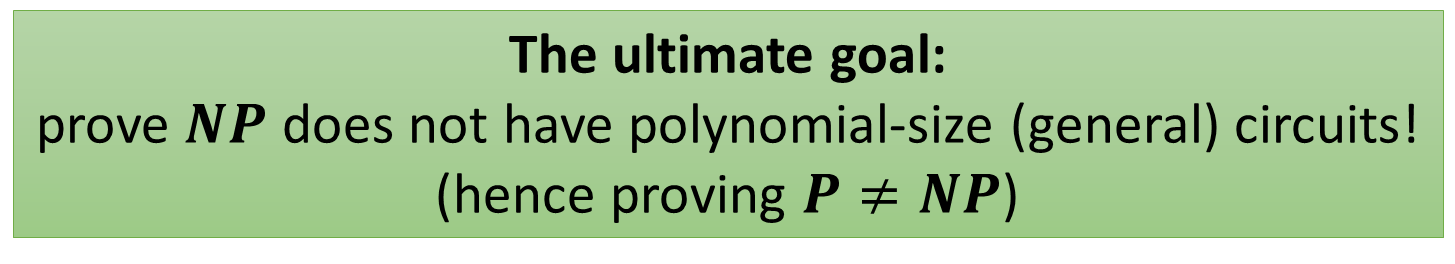 The ultimate goal:
prove NP does not have polynomial-size (general) circuits!
(hence proving P ≠ NP)